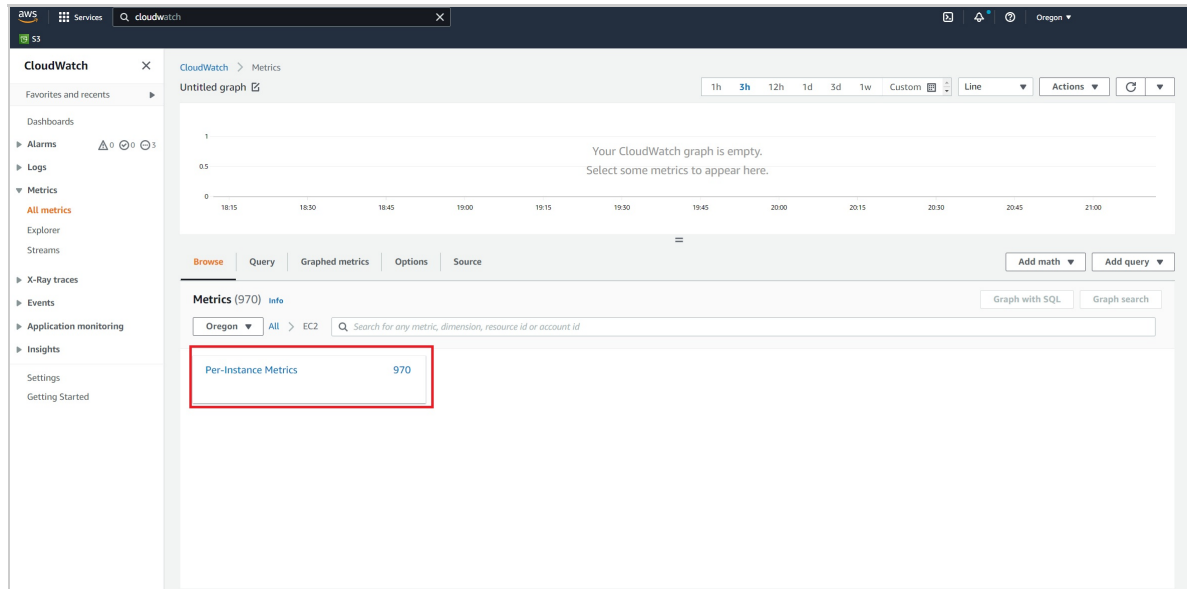 aws Services cloudwatch Oregon
S3
CloudWatch
Favorites and recents
Dashboards
Alarms 0 0 3
Logs
Metrics
All metrics
Explorer
Streams
X-Ray traces
Events
Application monitoring
Insights
Settings
Getting Started
CloudWatch > Metrics
Untitled graph
1h 3h 12h 1d 3d 1w Custom Line Actions
1
0.5
0
Your CloudWatch graph is empty.
Select some metrics to appear here.
18:15 18:30 18:45 19:00 19:15 19:30 19:45 20:00 20:15 20:30 20:45 21:00
Browse Query Graphed metrics Options Source Add math Add query
Metrics (970) Info Graph with SQL Graph search
Oregon All > EC2 Search for any metric, dimension, resource id or account id
Per-Instance Metrics 970